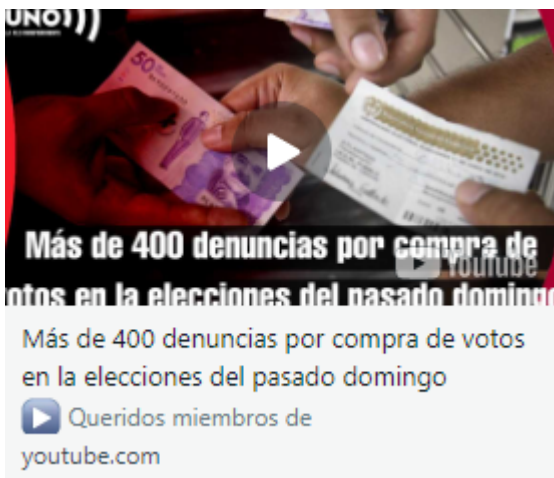 UNO)))
50
Más de 400 denuncias por compra de
YouTube
otos en la elecciones del pasado domingo
Más de 400 denuncias por compra de votos
en la elecciones del pasado domingo
Queridos miembros de
youtube.com